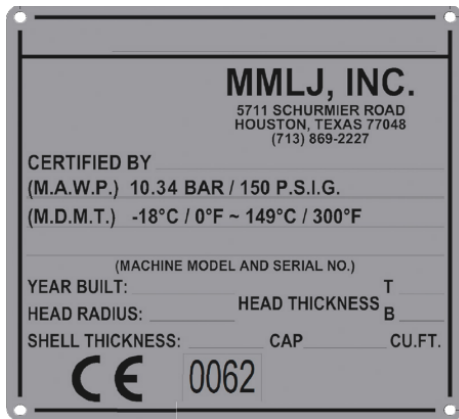 MMLJ, INC.
5711 SCHURMIER ROAD
HOUSTON, TEXAS 77048
(713) 869-2227
CERTIFIED BY
(M.A.W.P.) 10.34 BAR / 150 P.S.I.G.
(M.D.M.T.) -18°C / 0°F ~ 149°C / 300°F
(MACHINE MODEL AND SERIAL NO.)
YEAR BUILT: T
HEAD RADIUS: HEAD THICKNESS B
SHELL THICKNESS: CAP CU.FT.
CE 0062